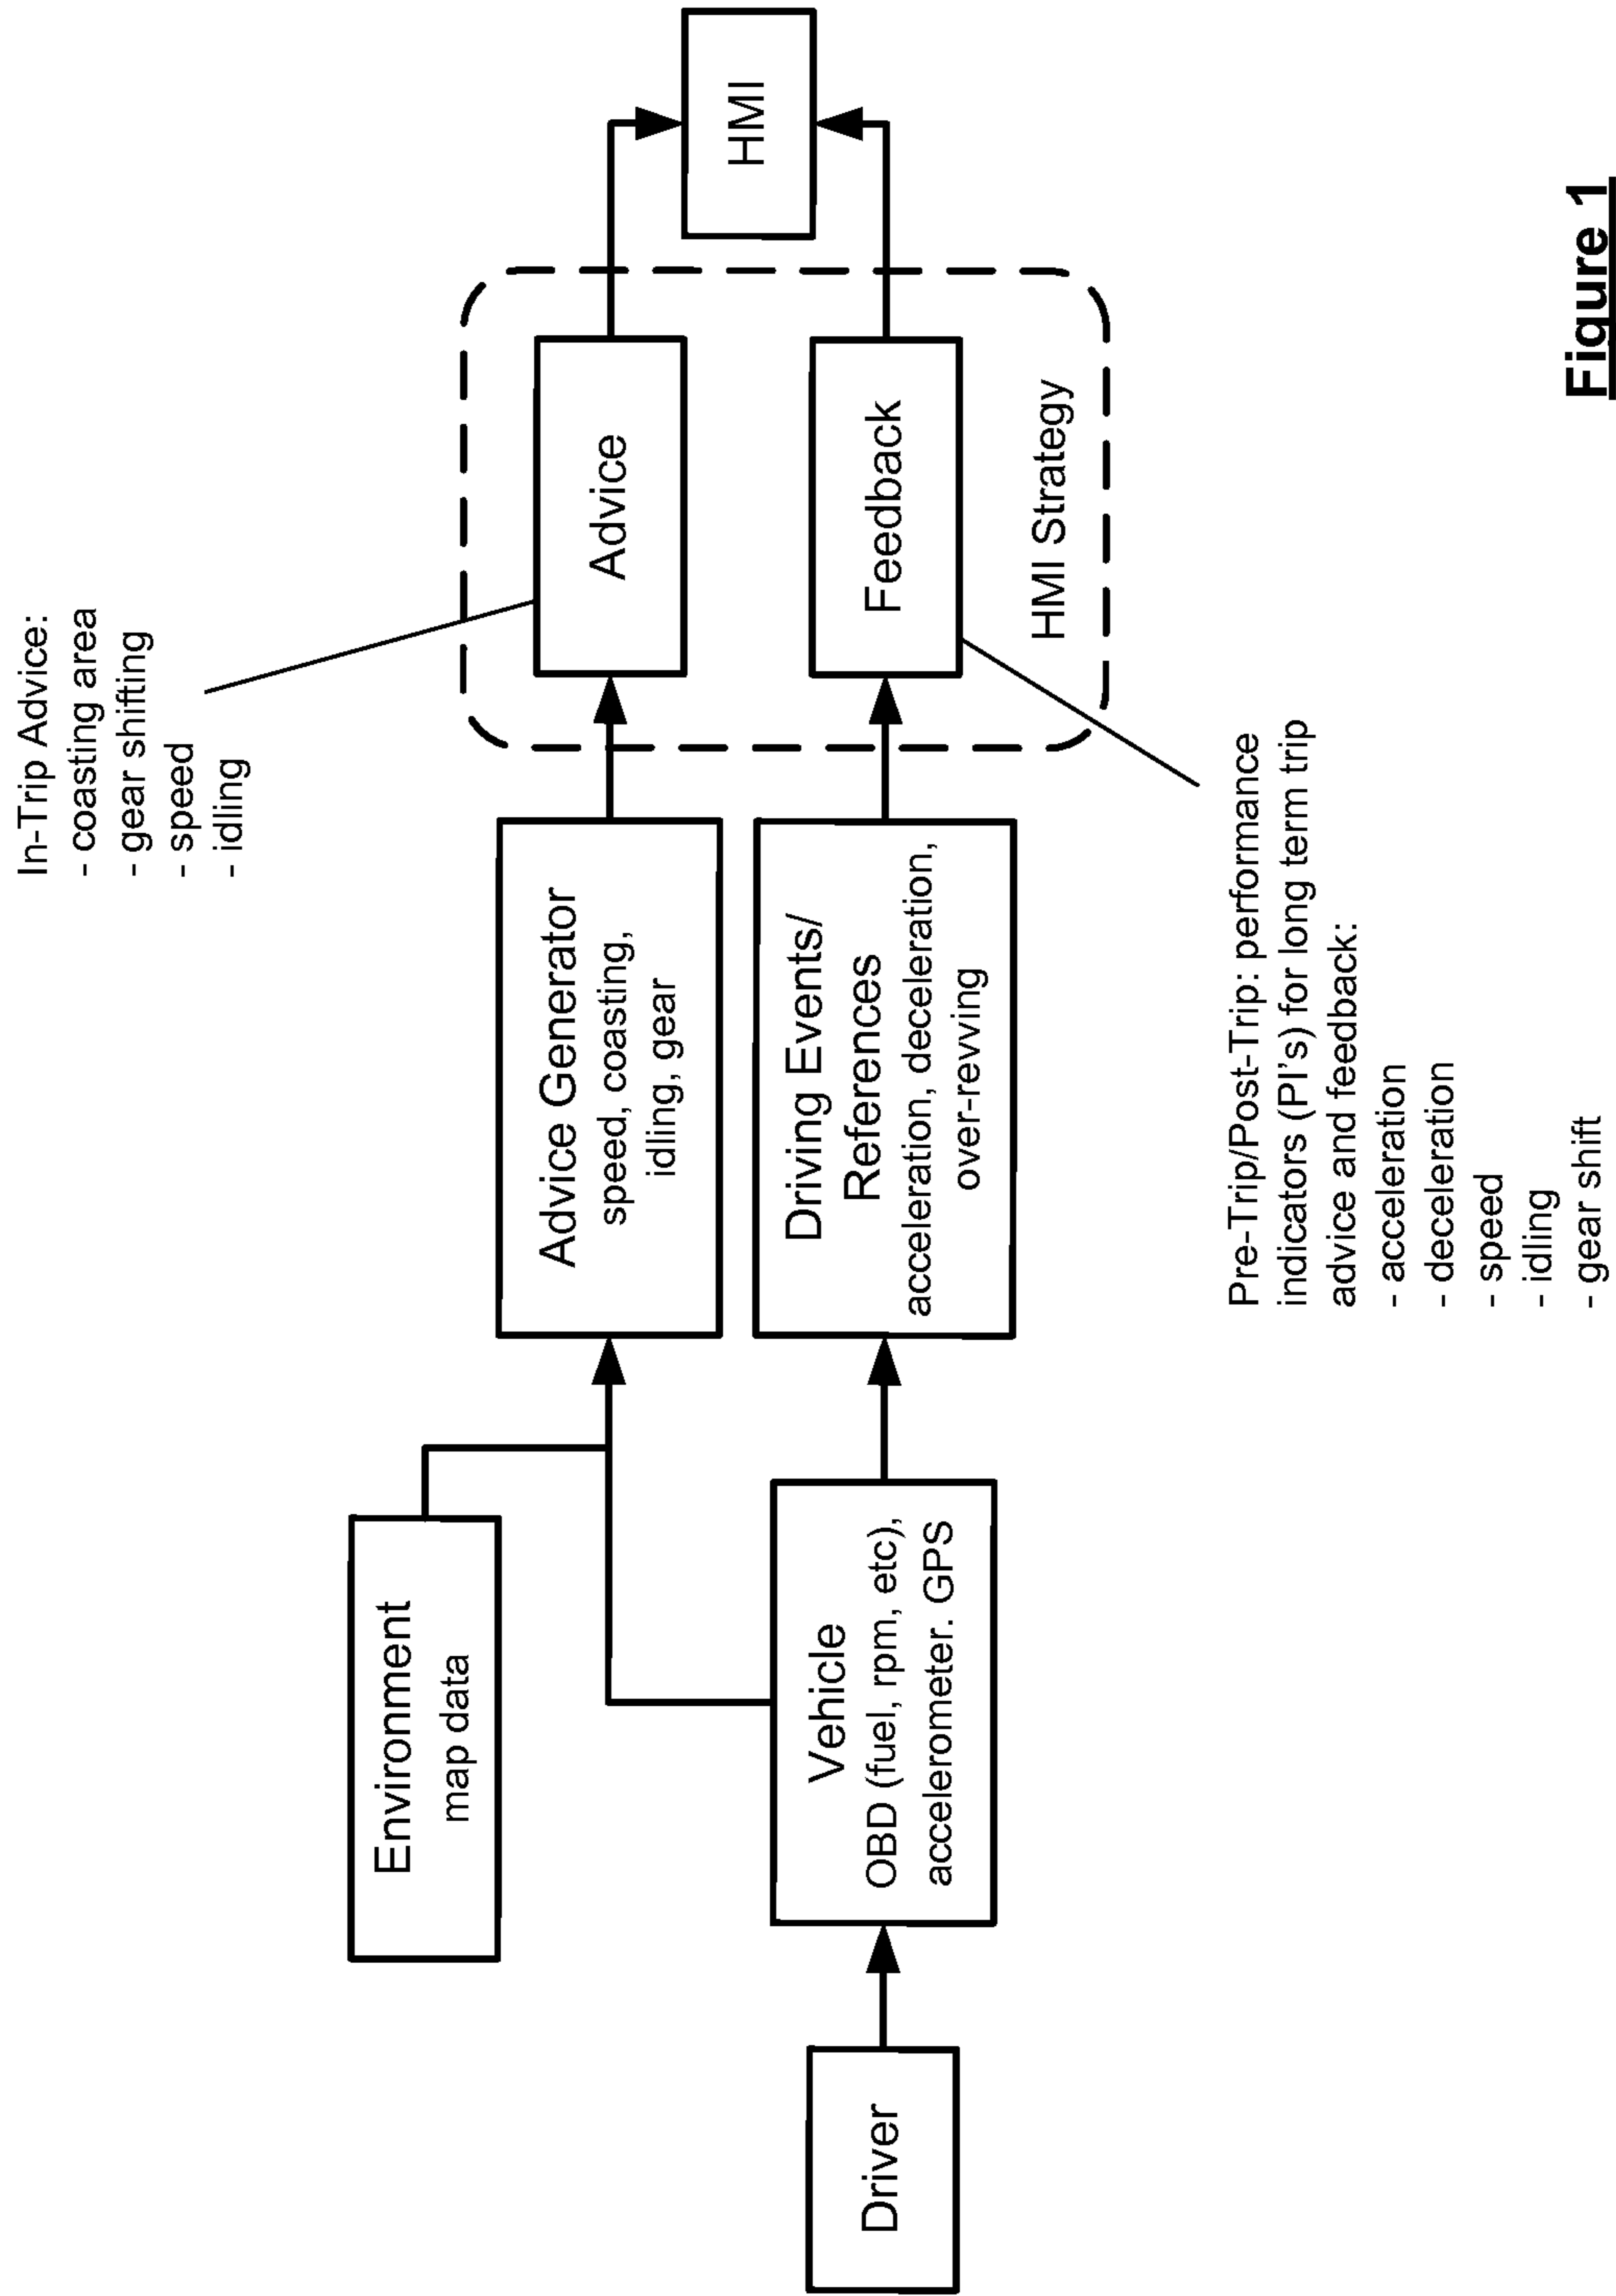 In-Trip Advice:
- coasting area
- gear shifting
- speed
- idling
Environment
map data
Advice Generator
speed, coasting,
idling, gear
Advice
HMI
Driver
Vehicle
OBD (fuel, rpm, etc),
accelerometer. GPS
Driving Events/
References
acceleration, deceleration,
over-revving
Feedback
HMI Strategy
Pre-Trip/Post-Trip: performance
indicators (PI's) for long term trip
advice and feedback:
- acceleration
- deceleration
- speed
- idling
- gear shift
Figure 1